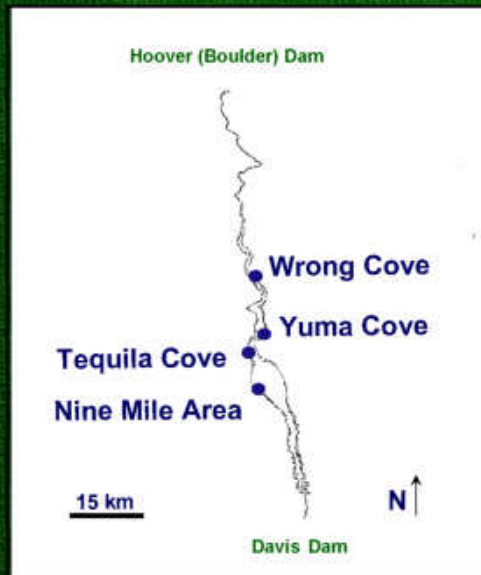 Hoover (Boulder) Dam
Wrong Cove
Yuma Cove
Tequila Cove
Nine Mile Area
15 km
N
Davis Dam